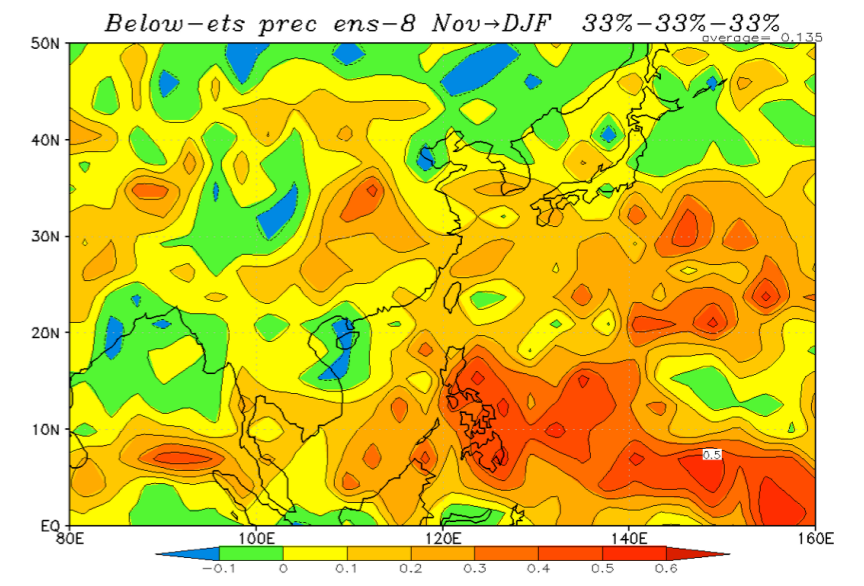 Below-ets prec ens-8 Nov→DJF 33%-33%-33%
average= 0.135
50N
40N
30N
20N
10N
EQ
0.5
80E 100E 120E 140E 160E
-0.1 0 0.1 0.2 0.3 0.4 0.5 0.6